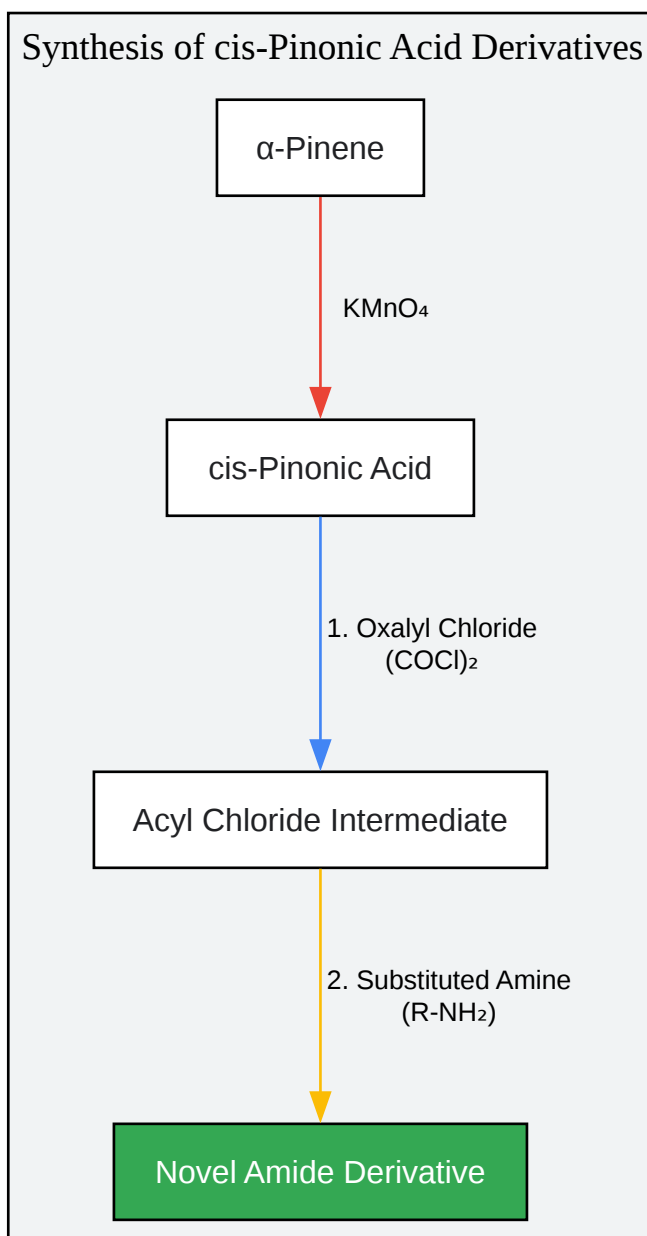 Synthesis of cis-Pinonic Acid Derivatives
α-Pinene
KMnO₄
cis-Pinonic Acid
1. Oxalyl Chloride
(COCl)₂
Acyl Chloride Intermediate
2. Substituted Amine
(R-NH₂)
Novel Amide Derivative